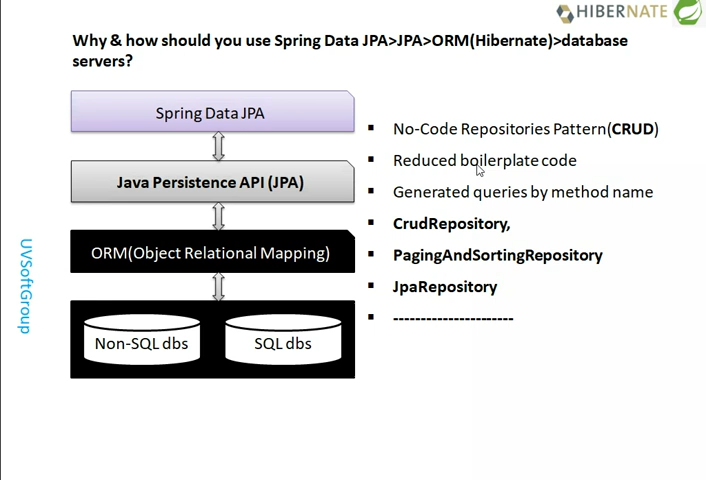 HIBERNATE
Why & how should you use Spring Data JPA>JPA>ORM(Hibernate)>database
servers?
Spring Data JPA
Java Persistence API (JPA)
ORM(Object Relational Mapping)
Non-SQL dbs
SQL dbs
▪ No-Code Repositories Pattern(CRUD)
▪ Reduced boilerplate code
▪ Generated queries by method name
▪ CrudRepository,
▪ PagingAndSortingRepository
▪ JpaRepository
▪ ----------------------
UVSoftGroup